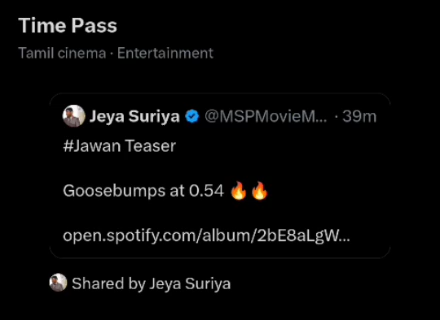 Time Pass
Tamil cinema · Entertainment
Jeya Suriya @MSPMovieM... · 39m
#Jawan Teaser
Goosebumps at 0.54 🔥🔥
open.spotify.com/album/2bE8aLgW...
Shared by Jeya Suriya